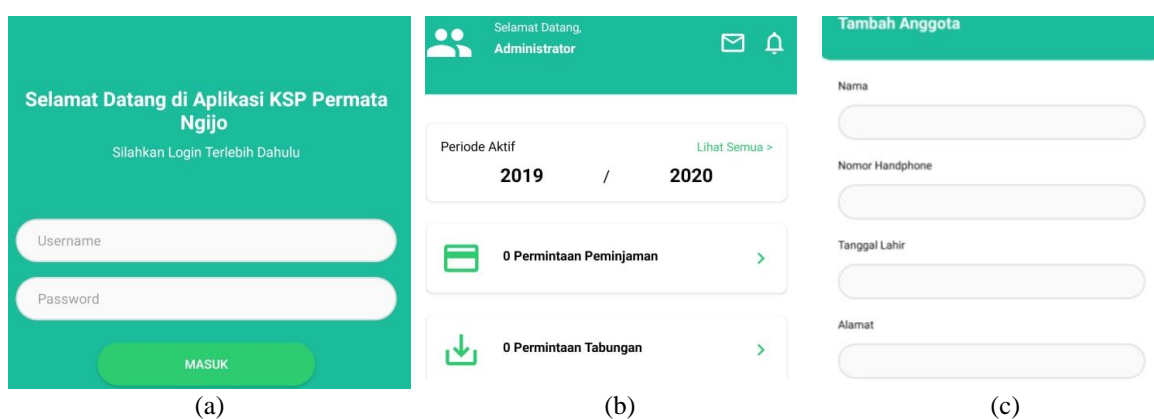 Selamat Datang di Aplikasi KSP Permata
Ngijo
Silahkan Login Terlebih Dahulu
Username
Password
MASUK
(a)
Selamat Datang,
Administrator
Periode Aktif
Lihat Semua >
2019 / 2020
0 Permintaan Peminjaman
0 Permintaan Tabungan
(b)
Tambah Anggota
Nama
Nomor Handphone
Tanggal Lahir
Alamat
(c)